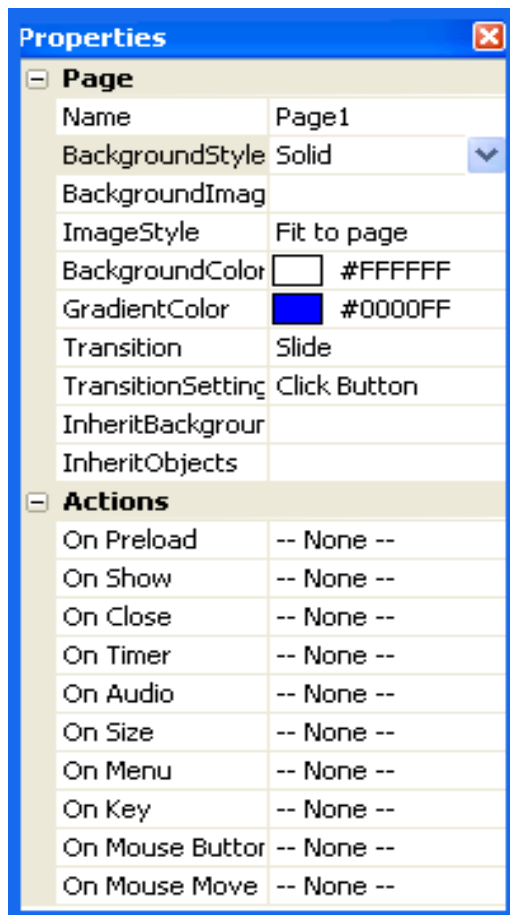 Properties
Page
Name Page1
BackgroundStyle Solid
BackgroundImag
ImageStyle Fit to page
BackgroundColor #FFFFFF
GradientColor #0000FF
Transition Slide
TransitionSetting Click Button
InheritBackgrour
InheritObjects
Actions
On Preload -- None --
On Show -- None --
On Close -- None --
On Timer -- None --
On Audio -- None --
On Size -- None --
On Menu -- None --
On Key -- None --
On Mouse Buttor -- None --
On Mouse Move -- None --